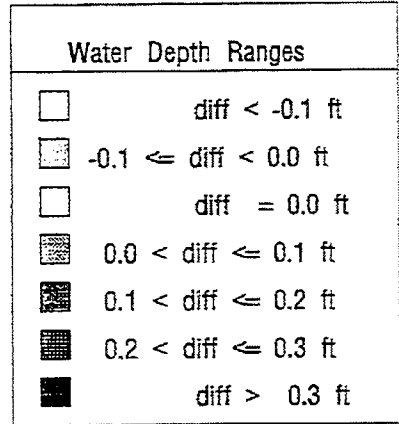 Water Depth Ranges
diff < -0.1 ft
-0.1 <= diff < 0.0 ft
diff = 0.0 ft
0.0 < diff <= 0.1 ft
0.1 < diff <= 0.2 ft
0.2 < diff <= 0.3 ft
diff > 0.3 ft